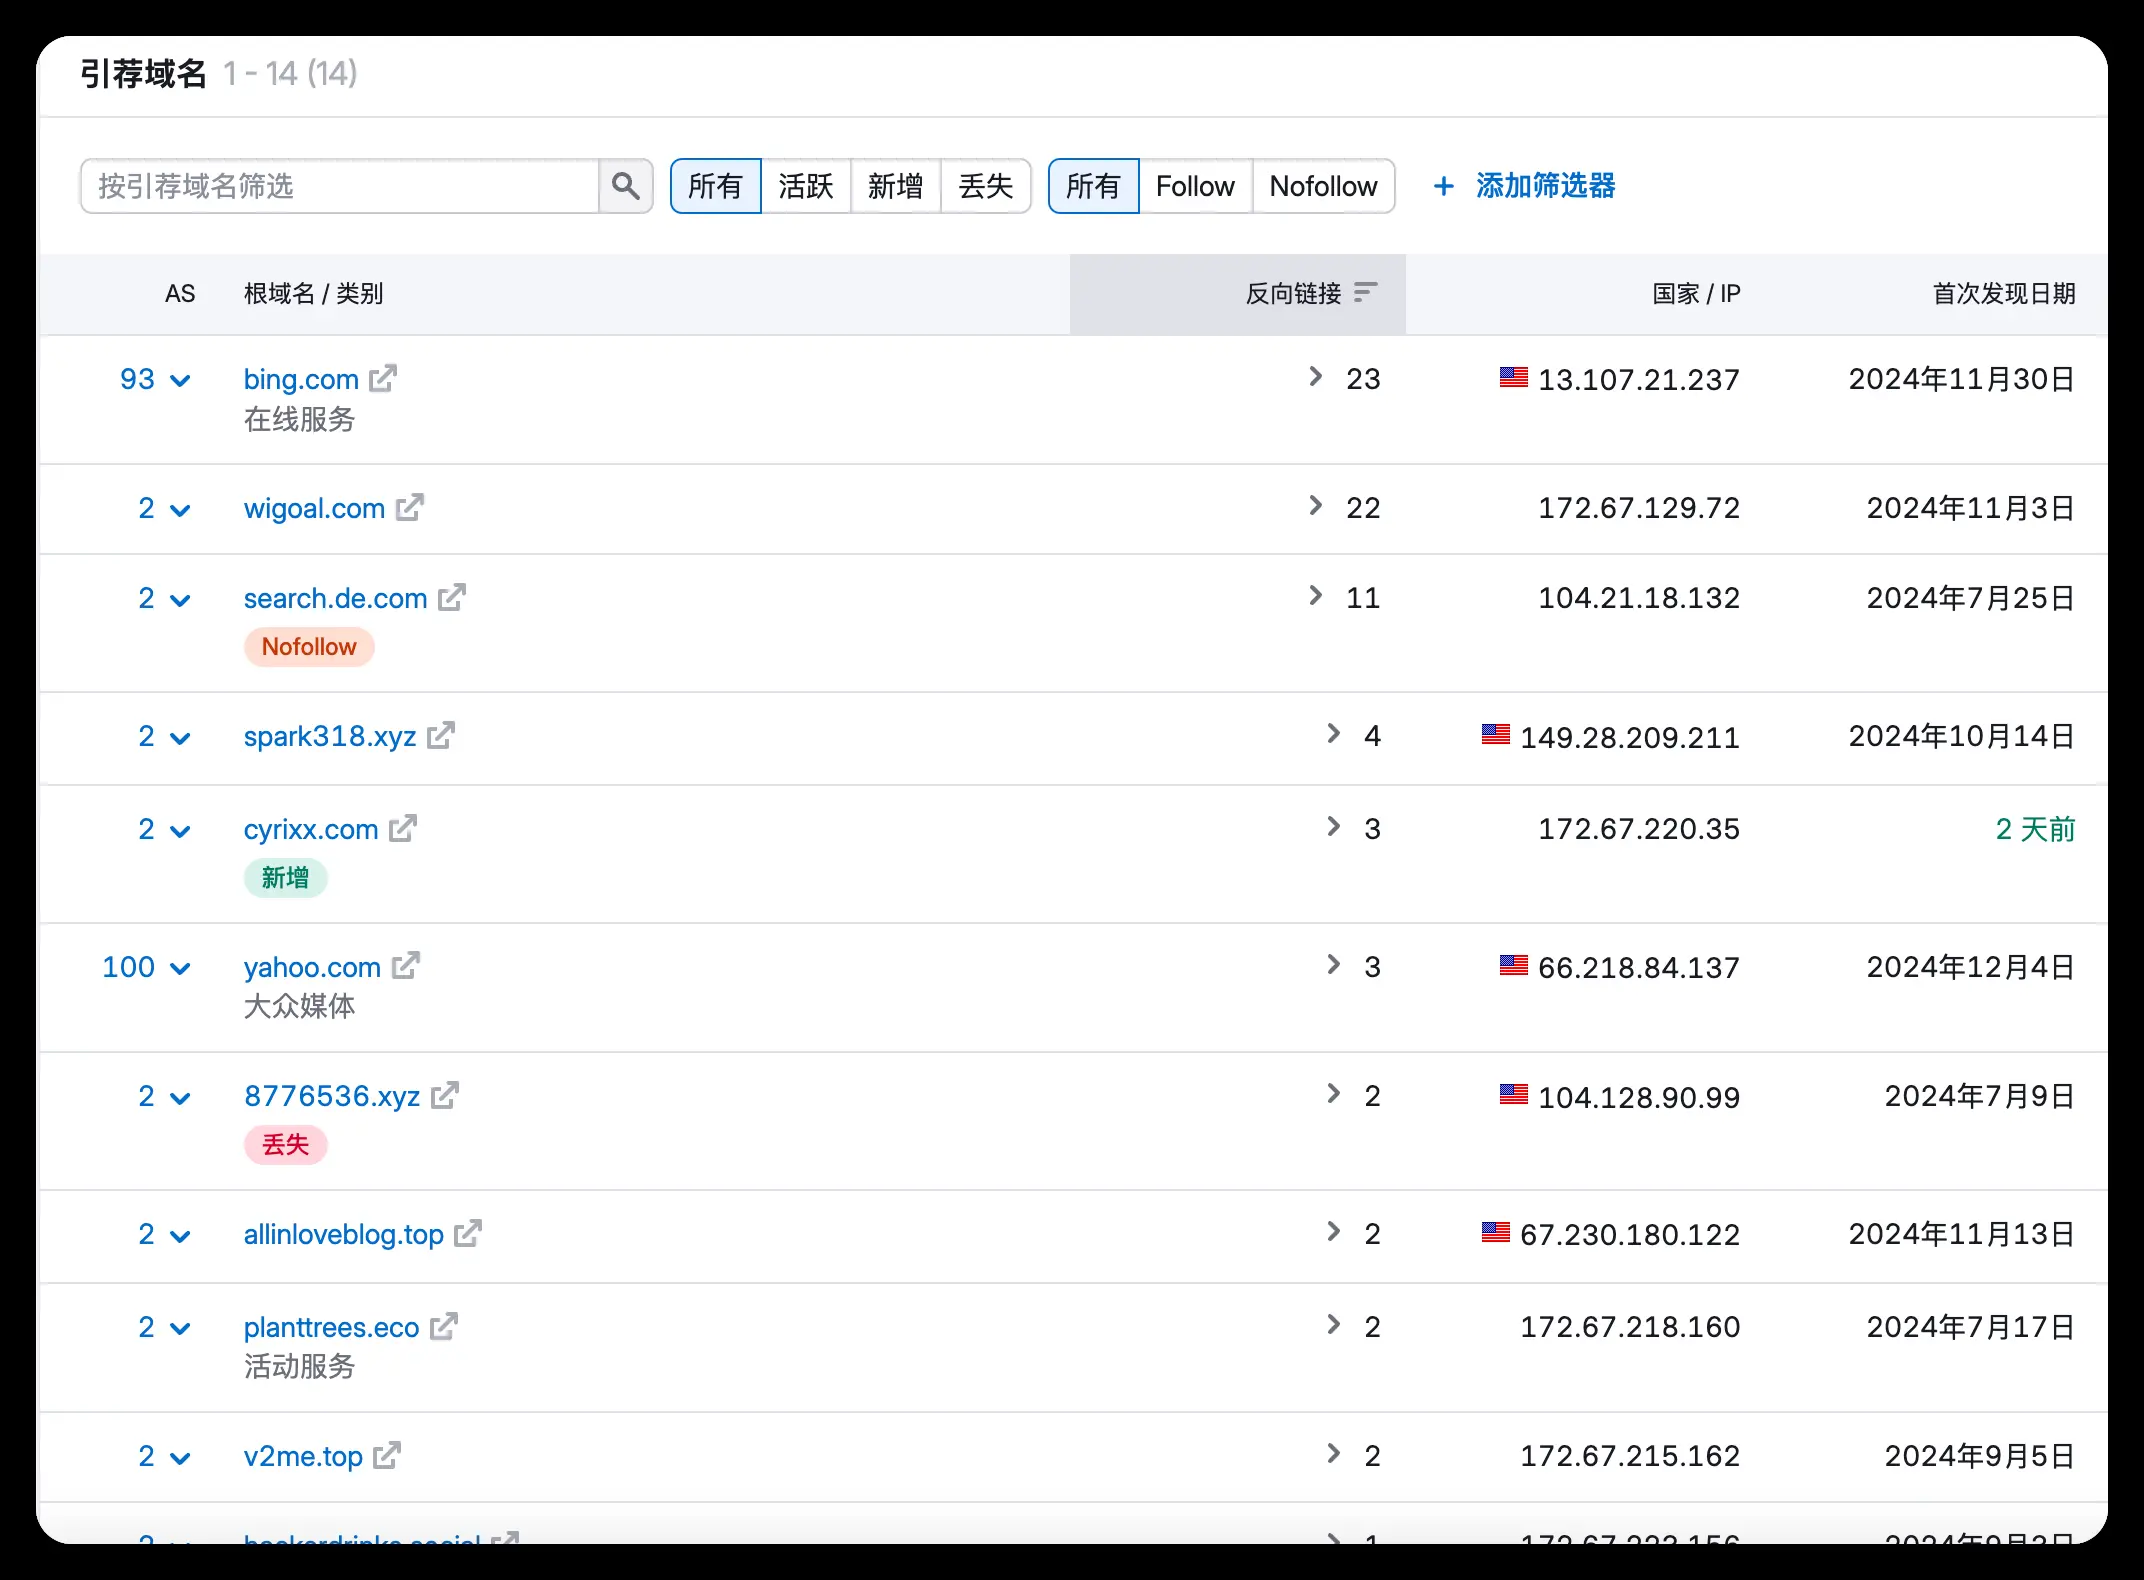 引荐域名 1 - 14 (14)
按引荐域名筛选 所有 活跃 新增 丢失 所有 Follow Nofollow + 添加筛选器
AS 根域名 / 类别 反向链接 国家 / IP 首次发现日期
93 bing.com 23 13.107.21.237 2024年11月30日
在线服务
2 wigoal.com 22 172.67.129.72 2024年11月3日
2 search.de.com 11 104.21.18.132 2024年7月25日
Nofollow
2 spark318.xyz 4 149.28.209.211 2024年10月14日
2 cyrixx.com 3 172.67.220.35 2 天前
新增
100 yahoo.com 3 66.218.84.137 2024年12月4日
大众媒体
2 8776536.xyz 2 104.128.90.99 2024年7月9日
丢失
2 allinloveblog.top 2 67.230.180.122 2024年11月13日
2 planttrees.eco 2 172.67.218.160 2024年7月17日
活动服务
2 v2me.top 2 172.67.215.162 2024年9月5日